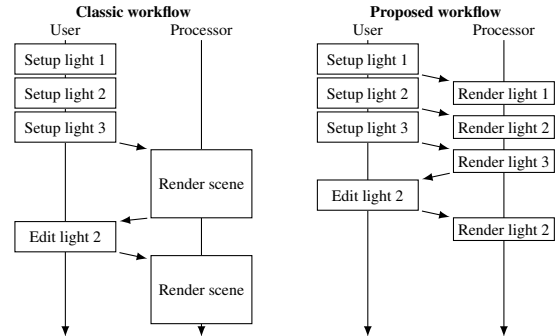 Classic workflow
User Processor
Setup light 1
Setup light 2
Setup light 3
Render scene
Edit light 2
Render scene
Proposed workflow
User Processor
Setup light 1
Render light 1
Setup light 2
Render light 2
Setup light 3
Render light 3
Edit light 2
Render light 2